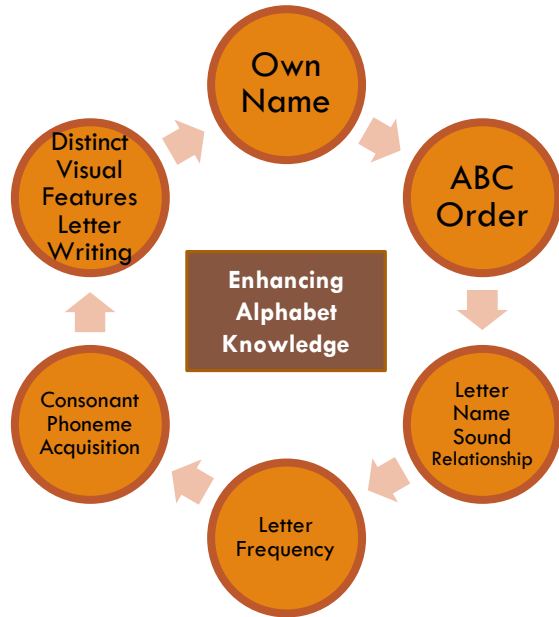 Own
Name
ABC
Order
Letter
Name
Sound
Relationship
Letter
Frequency
Consonant
Phoneme
Acquisition
Distinct
Visual
Features
Letter
Writing
Enhancing
Alphabet
Knowledge